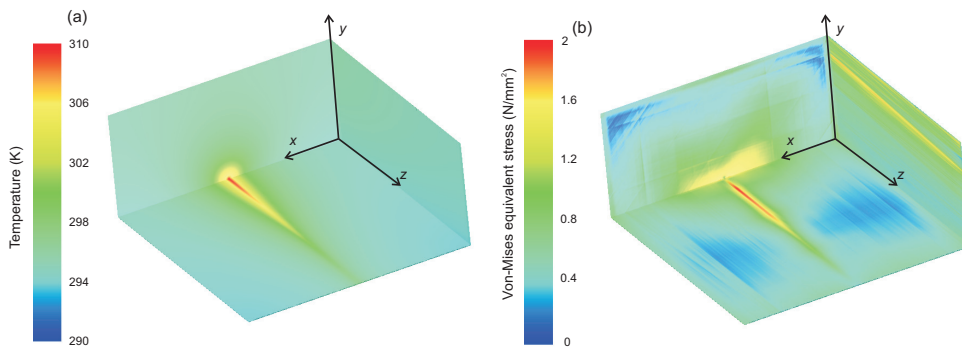 (a)
Temperature (K)
310
306
302
298
294
290
y
x
z
(b)
Von-Mises equivalent stress (N/mm²)
2
1.6
1.2
0.8
0.4
0
y
x
z